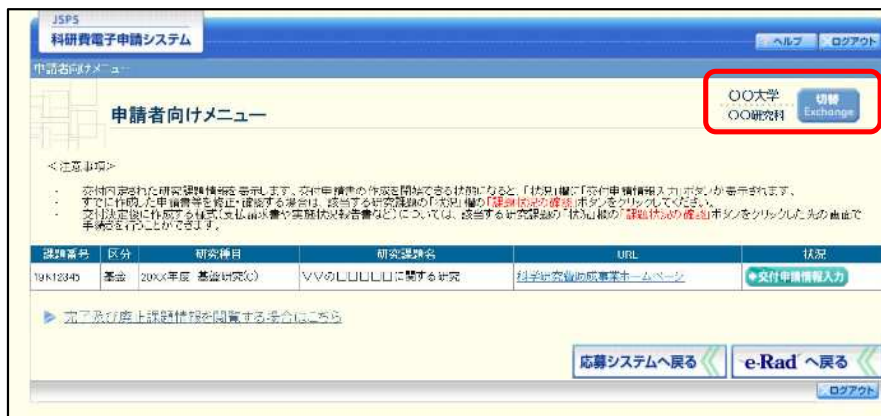 JSPS
科研費電子申請システム
ヘルプ ログアウト
申請者向けメニュー
〇〇大学
〇〇研究科
切替
Exchange
申請者向けメニュー
<注意事項>
・ 交付内定された研究課題情報を表示します。交付申請書の作成を開始できる状態になると、「状況」欄に「交付申請情報入力」ボタンが表示されます。
・ すでに作成した申請書等を修正・確認する場合は、該当する研究課題の「状況」欄の「課題状況の確認」ボタンをクリックしてください。
・ 交付決定後に作成する様式(支払請求書や実施状況報告書など)については、該当する研究課題の「状況」欄の「課題状況の確認」ボタンをクリックした先の画面で
手続きを行うことができます。
課題番号 区分 研究種目 研究課題名 URL 状況
19K12345 基金 20XX年度 基盤研究(C) ▽▽の□□□□□に関する研究 科学研究費助成事業ホームページ 交付申請情報入力
完了及び廃止課題情報を閲覧する場合はこちら
応募システムへ戻る e-Rad へ戻る
ログアウト